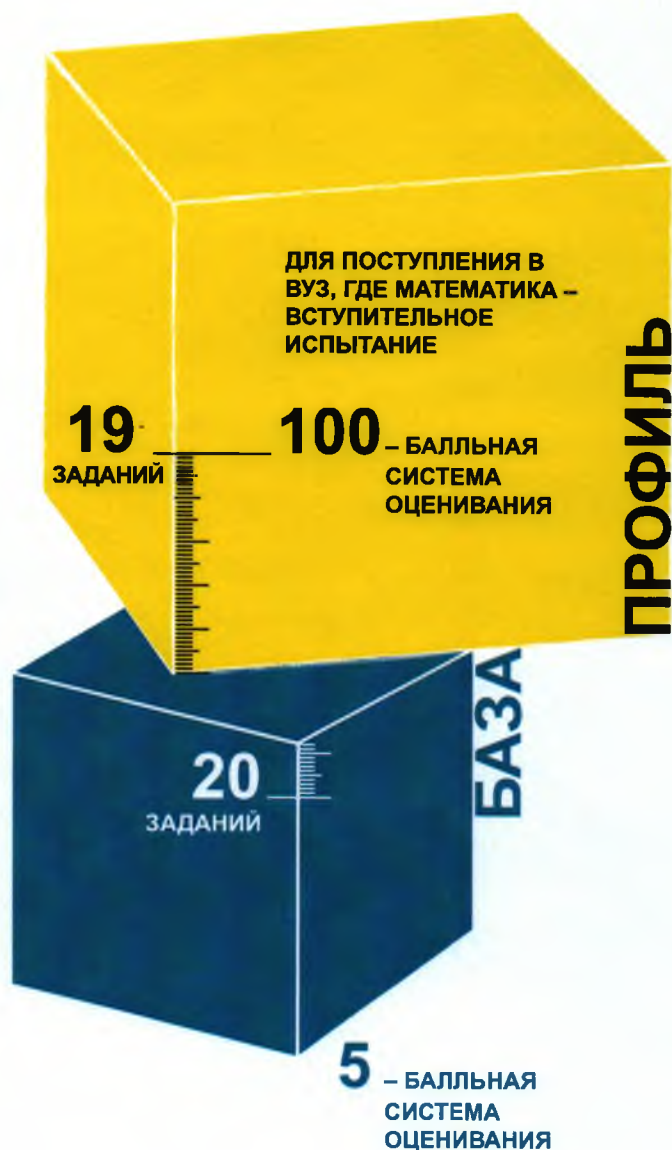 ДЛЯ ПОСТУПЛЕНИЯ В
ВУЗ, ГДЕ МАТЕМАТИКА –
ВСТУПИТЕЛЬНОЕ
ИСПЫТАНИЕ
19
ЗАДАНИЙ
100 – БАЛЛЬНАЯ
СИСТЕМА
ОЦЕНИВАНИЯ
ПРОФИЛЬ
20
ЗАДАНИЙ
БАЗА
5 – БАЛЛЬНАЯ
СИСТЕМА
ОЦЕНИВАНИЯ